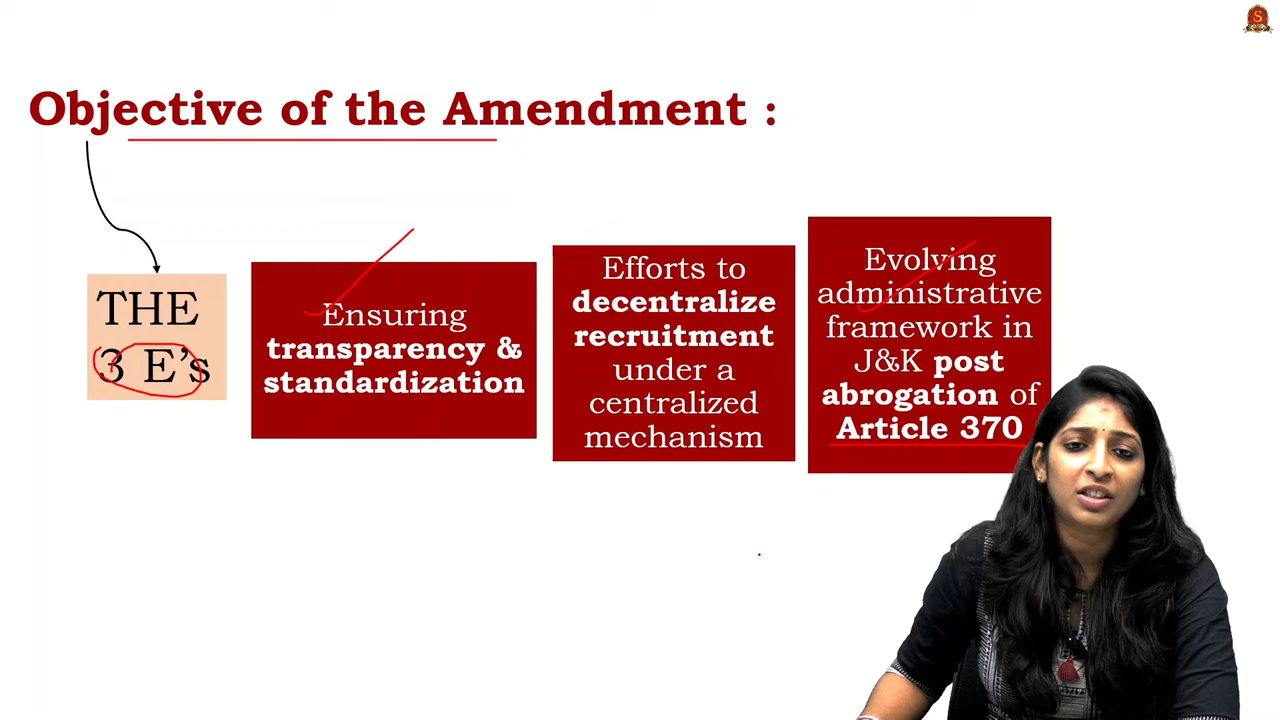 Objective of the Amendment :
THE
3 E's
Ensuring
transparency &
standardization
Efforts to
decentralize
recruitment
under a
centralized
mechanism
Evolving
administrative
framework in
J&K post
abrogation of
Article 370
S